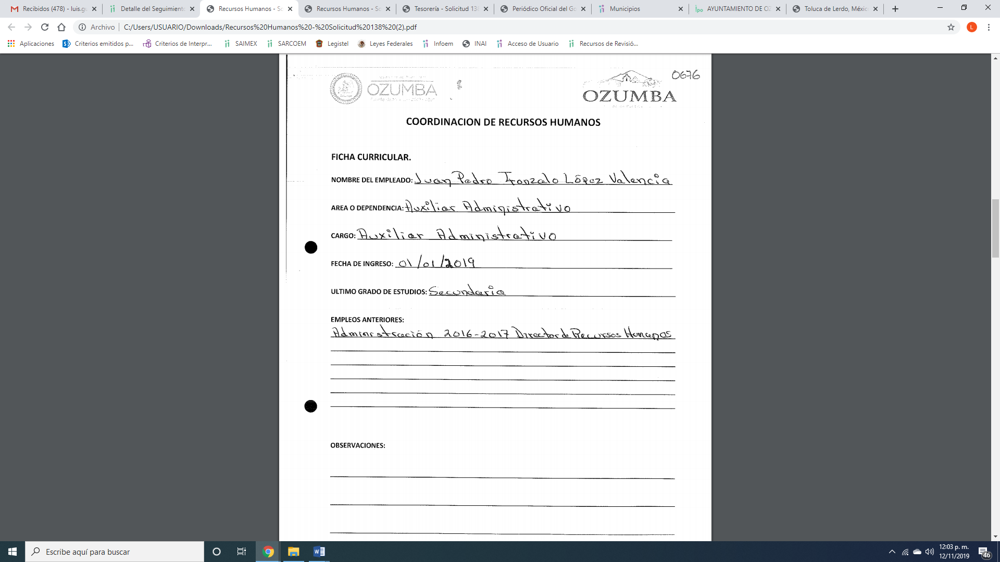 Recibidos (478) - luis.gu
Detalle del Seguimiento
Recursos Humanos - So
Recursos Humanos - So
Tesorería - Solicitud 138
Periódico Oficial del Go
Municipios
AYUNTAMIENTO DE OZ
Toluca de Lerdo, México
Archivo | C:/Users/USUARIO/Downloads/Recursos%20Humanos%20-%20Solicitud%20138%20(2).pdf
L
Aplicaciones Criterios emitidos p... Criterios de Interpr... SAIMEX SARCOEM Legistel Leyes Federales Infoem INAI Acceso de Usuario Recursos de Revisió...
0676
OZUMBA
OZUMBA
COORDINACION DE RECURSOS HUMANOS
FICHA CURRICULAR.
NOMBRE DEL EMPLEADO: Juan Pedro Gonzalo López Valencia
AREA O DEPENDENCIA: Auxiliar Administrativo
CARGO: Auxiliar Administrativo
FECHA DE INGRESO: 01/01/2019
ULTIMO GRADO DE ESTUDIOS: Secundaria
EMPLEOS ANTERIORES:
Administración 2016-2017 Director de Recursos Humanos
OBSERVACIONES:
Escribe aquí para buscar
12:03 p. m.
12/11/2019
46